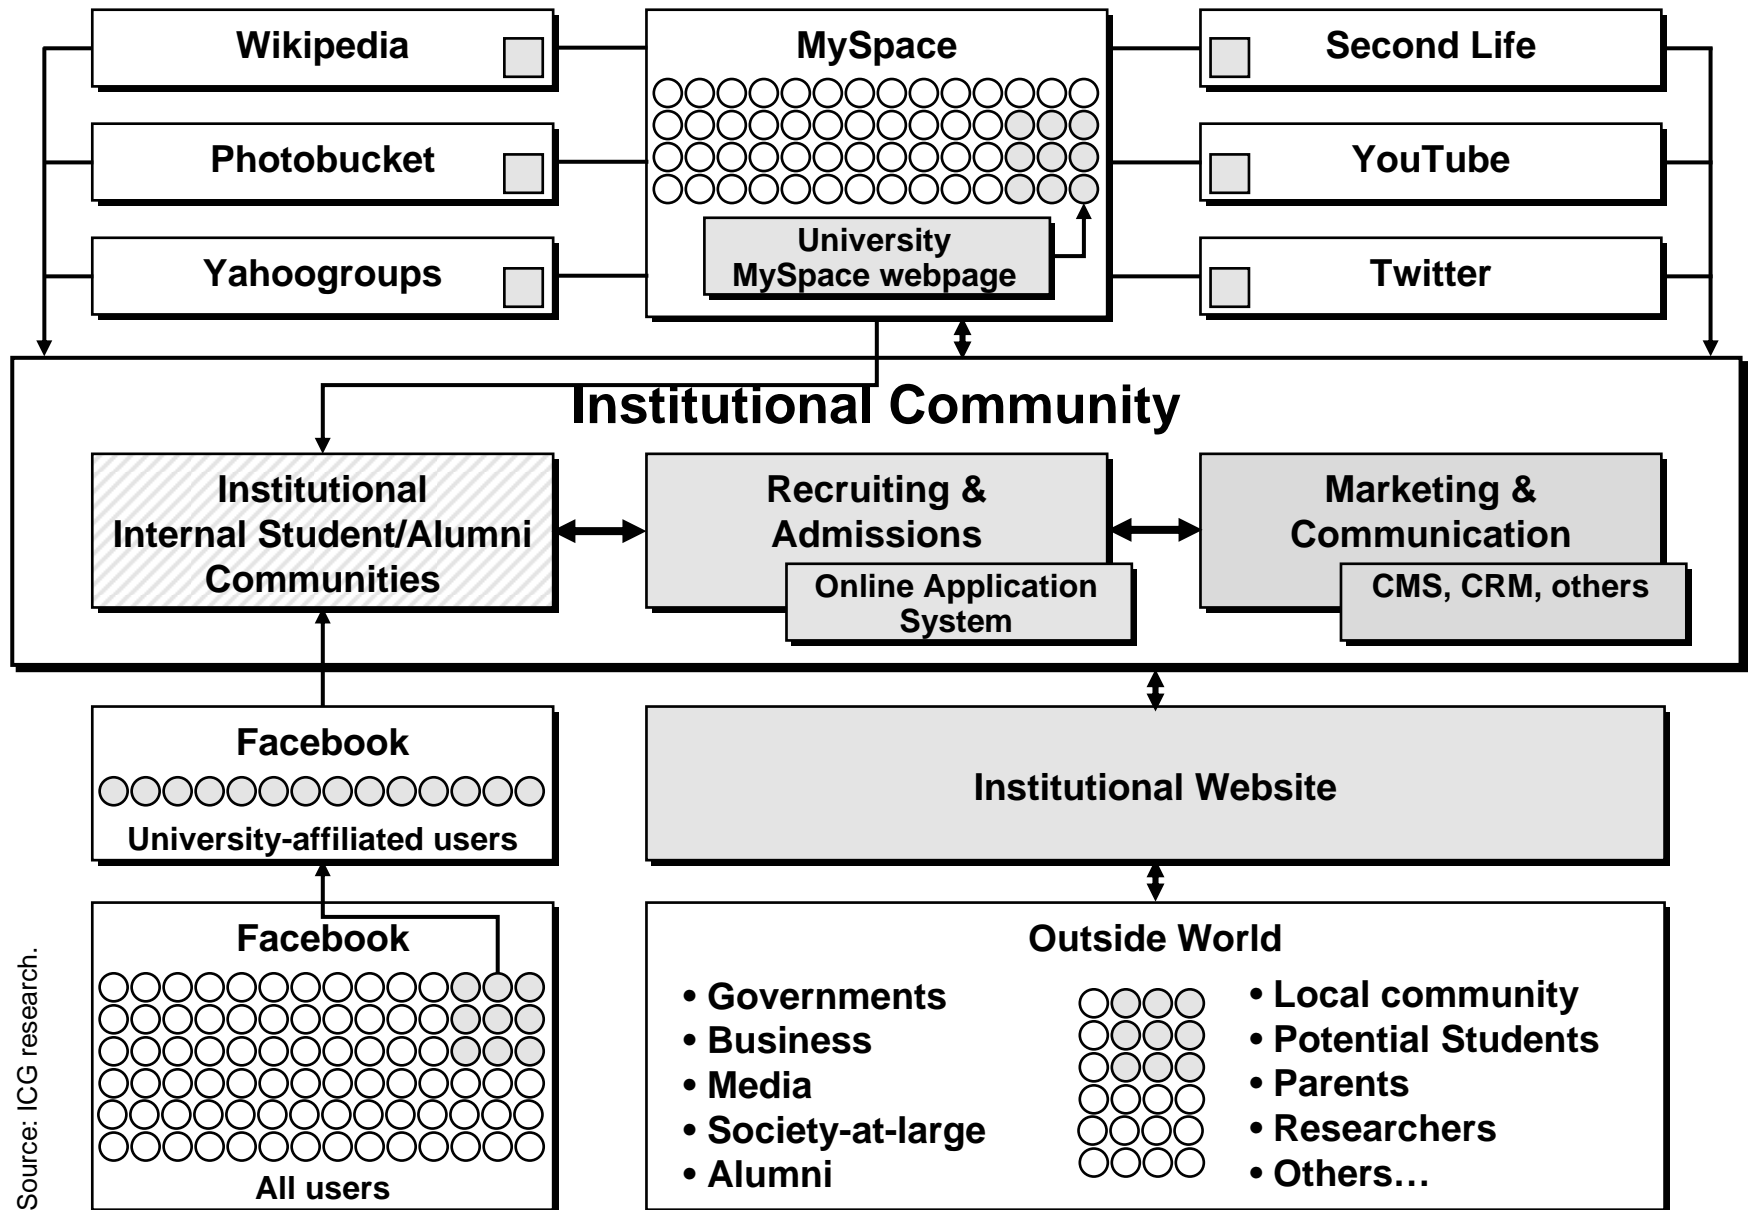 Wikipedia
MySpace
Second Life
Photobucket
YouTube
Yahoogroups
University
MySpace webpage
Twitter
Institutional Community
Institutional
Internal Student/Alumni
Communities
Recruiting &
Admissions
Online Application
System
Marketing &
Communication
CMS, CRM, others
Facebook
University-affiliated users
Institutional Website
Facebook
All users
Outside World
• Governments
• Business
• Media
• Society-at-large
• Alumni
• Local community
• Potential Students
• Parents
• Researchers
• Others…
Source: ICG research.